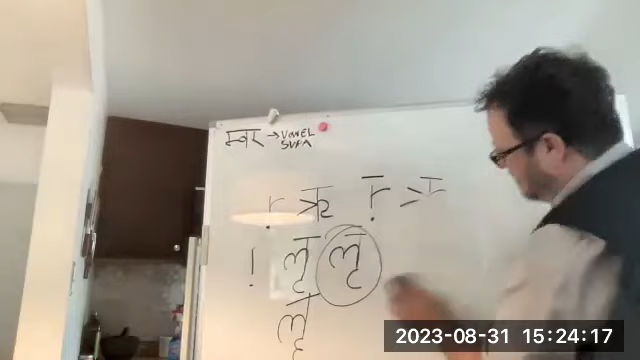 स्वर → VOWEL
SVRA
ṛ ऋ ṝ
! ऌ ऌ
ॡ
2023-08-31 15:24:17